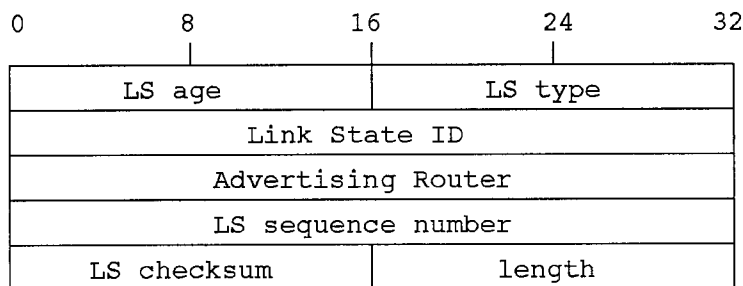 0 8 16 24 32
LS age LS type
Link State ID
Advertising Router
LS sequence number
LS checksum length